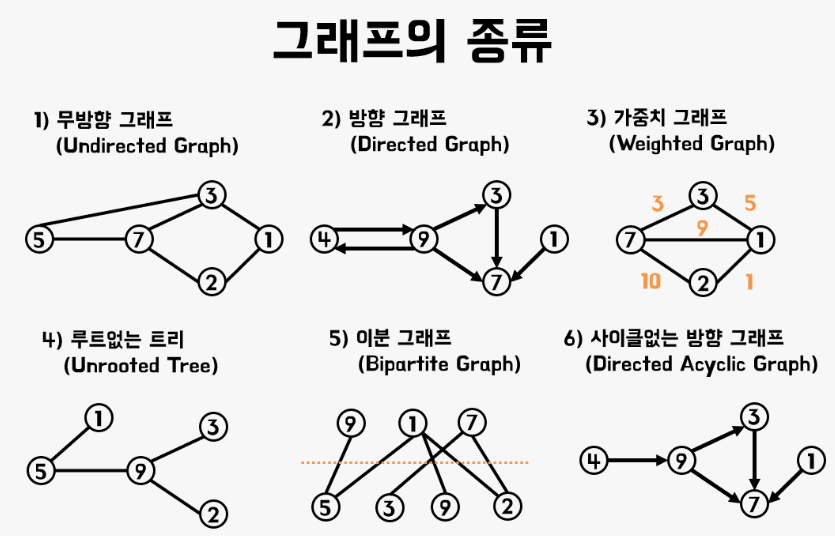 그래프의 종류
1) 무방향 그래프
(Undirected Graph)
2) 방향 그래프
(Directed Graph)
3) 가중치 그래프
(Weighted Graph)
3
5
7
1
2
3
4
9
1
7
3
3
5
7
9
1
10
2
1
4) 루트없는 트리
(Unrooted Tree)
5) 이분 그래프
(Bipartite Graph)
6) 사이클없는 방향 그래프
(Directed Acyclic Graph)
1
3
5
9
2
9
1
7
5
3
9
2
3
4
9
1
7